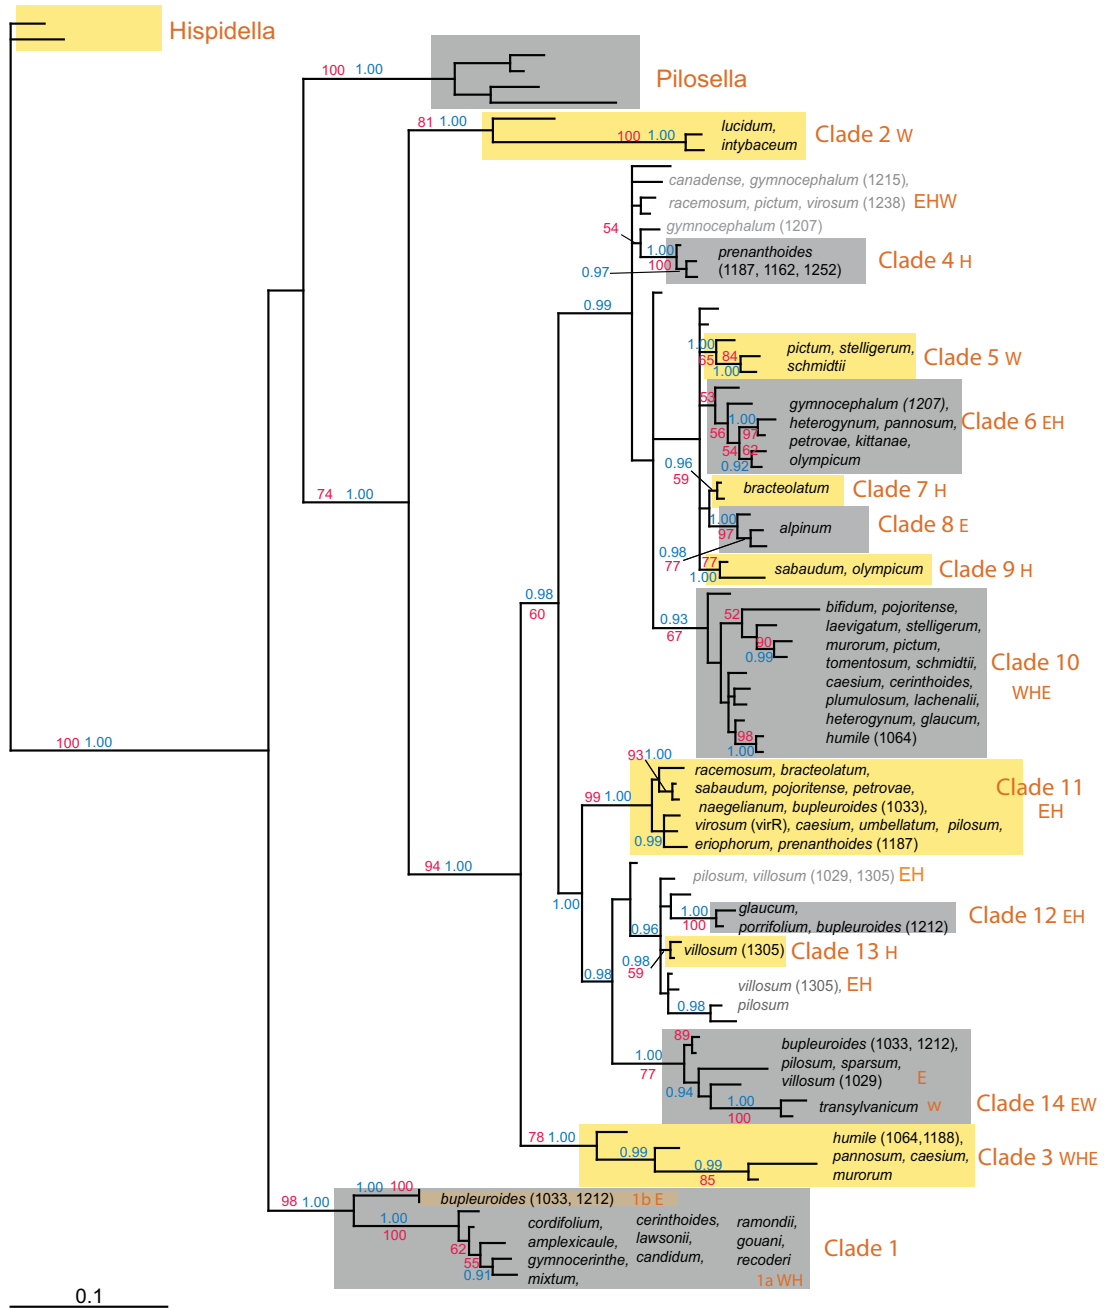 Hispidella
100 1.00
Pilosella
81 1.00
100 1.00
lucidum,
intybaceum
Clade 2 W
canadense, gymnocephalum (1215),
racemosum, pictum, virosum (1238) EHW
54
gymnocephalum (1207)
1.00
100
0.97
prenanthoides
(1187, 1162, 1252)
Clade 4 H
0.99
1.00
65
84
1.00
pictum, stelligerum,
schmidtii
Clade 5 W
53
56
1.00
97
54 62
0.92
gymnocephalum (1207),
heterogynum, pannosum,
petrovae, kittanae,
olympicum
Clade 6 EH
0.96
59
bracteolatum
Clade 7 H
1.00
97
0.98
77
alpinum
Clade 8 E
77
1.00
sabaudum, olympicum
Clade 9 H
74 1.00
0.98
60
0.93
67
52
90
0.99
98
1.00
bifidum, pojoritense,
laevigatum, stelligerum,
murorum, pictum,
tomentosum, schmidtii,
caesium, cerinthoides,
plumulosum, lachenalii,
heterogynum, glaucum,
humile (1064)
Clade 10
WHE
100 1.00
93 1.00
99 1.00
0.99
racemosum, bracteolatum,
sabaudum, pojoritense, petrovae,
naegelianum, bupleuroides (1033),
virosum (virR), caesium, umbellatum, pilosum,
eriophorum, prenanthoides (1187)
Clade 11
EH
94 1.00
1.00
pilosum, villosum (1029, 1305) EH
1.00
100
glaucum,
porrifolium, bupleuroides (1212)
Clade 12 EH
0.96
0.98
59
villosum (1305)
Clade 13 H
0.98
villosum (1305), EH
pilosum
0.98
1.00
77
89
0.94
1.00
100
bupleuroides (1033, 1212),
pilosum, sparsum,
villosum (1029) E
transylvanicum w
Clade 14 EW
78 1.00
0.99
0.99
85
humile (1064,1188),
pannosum, caesium,
murorum
Clade 3 WHE
98 1.00
1.00 100
bupleuroides (1033, 1212) 1b E
1.00
100
62
55
0.91
cordifolium, cerinthoides, ramondii,
amplexicaule, lawsonii, gouani,
gymnocerinthe, candidum, recoderi
mixtum, 1a WH
Clade 1
0.1